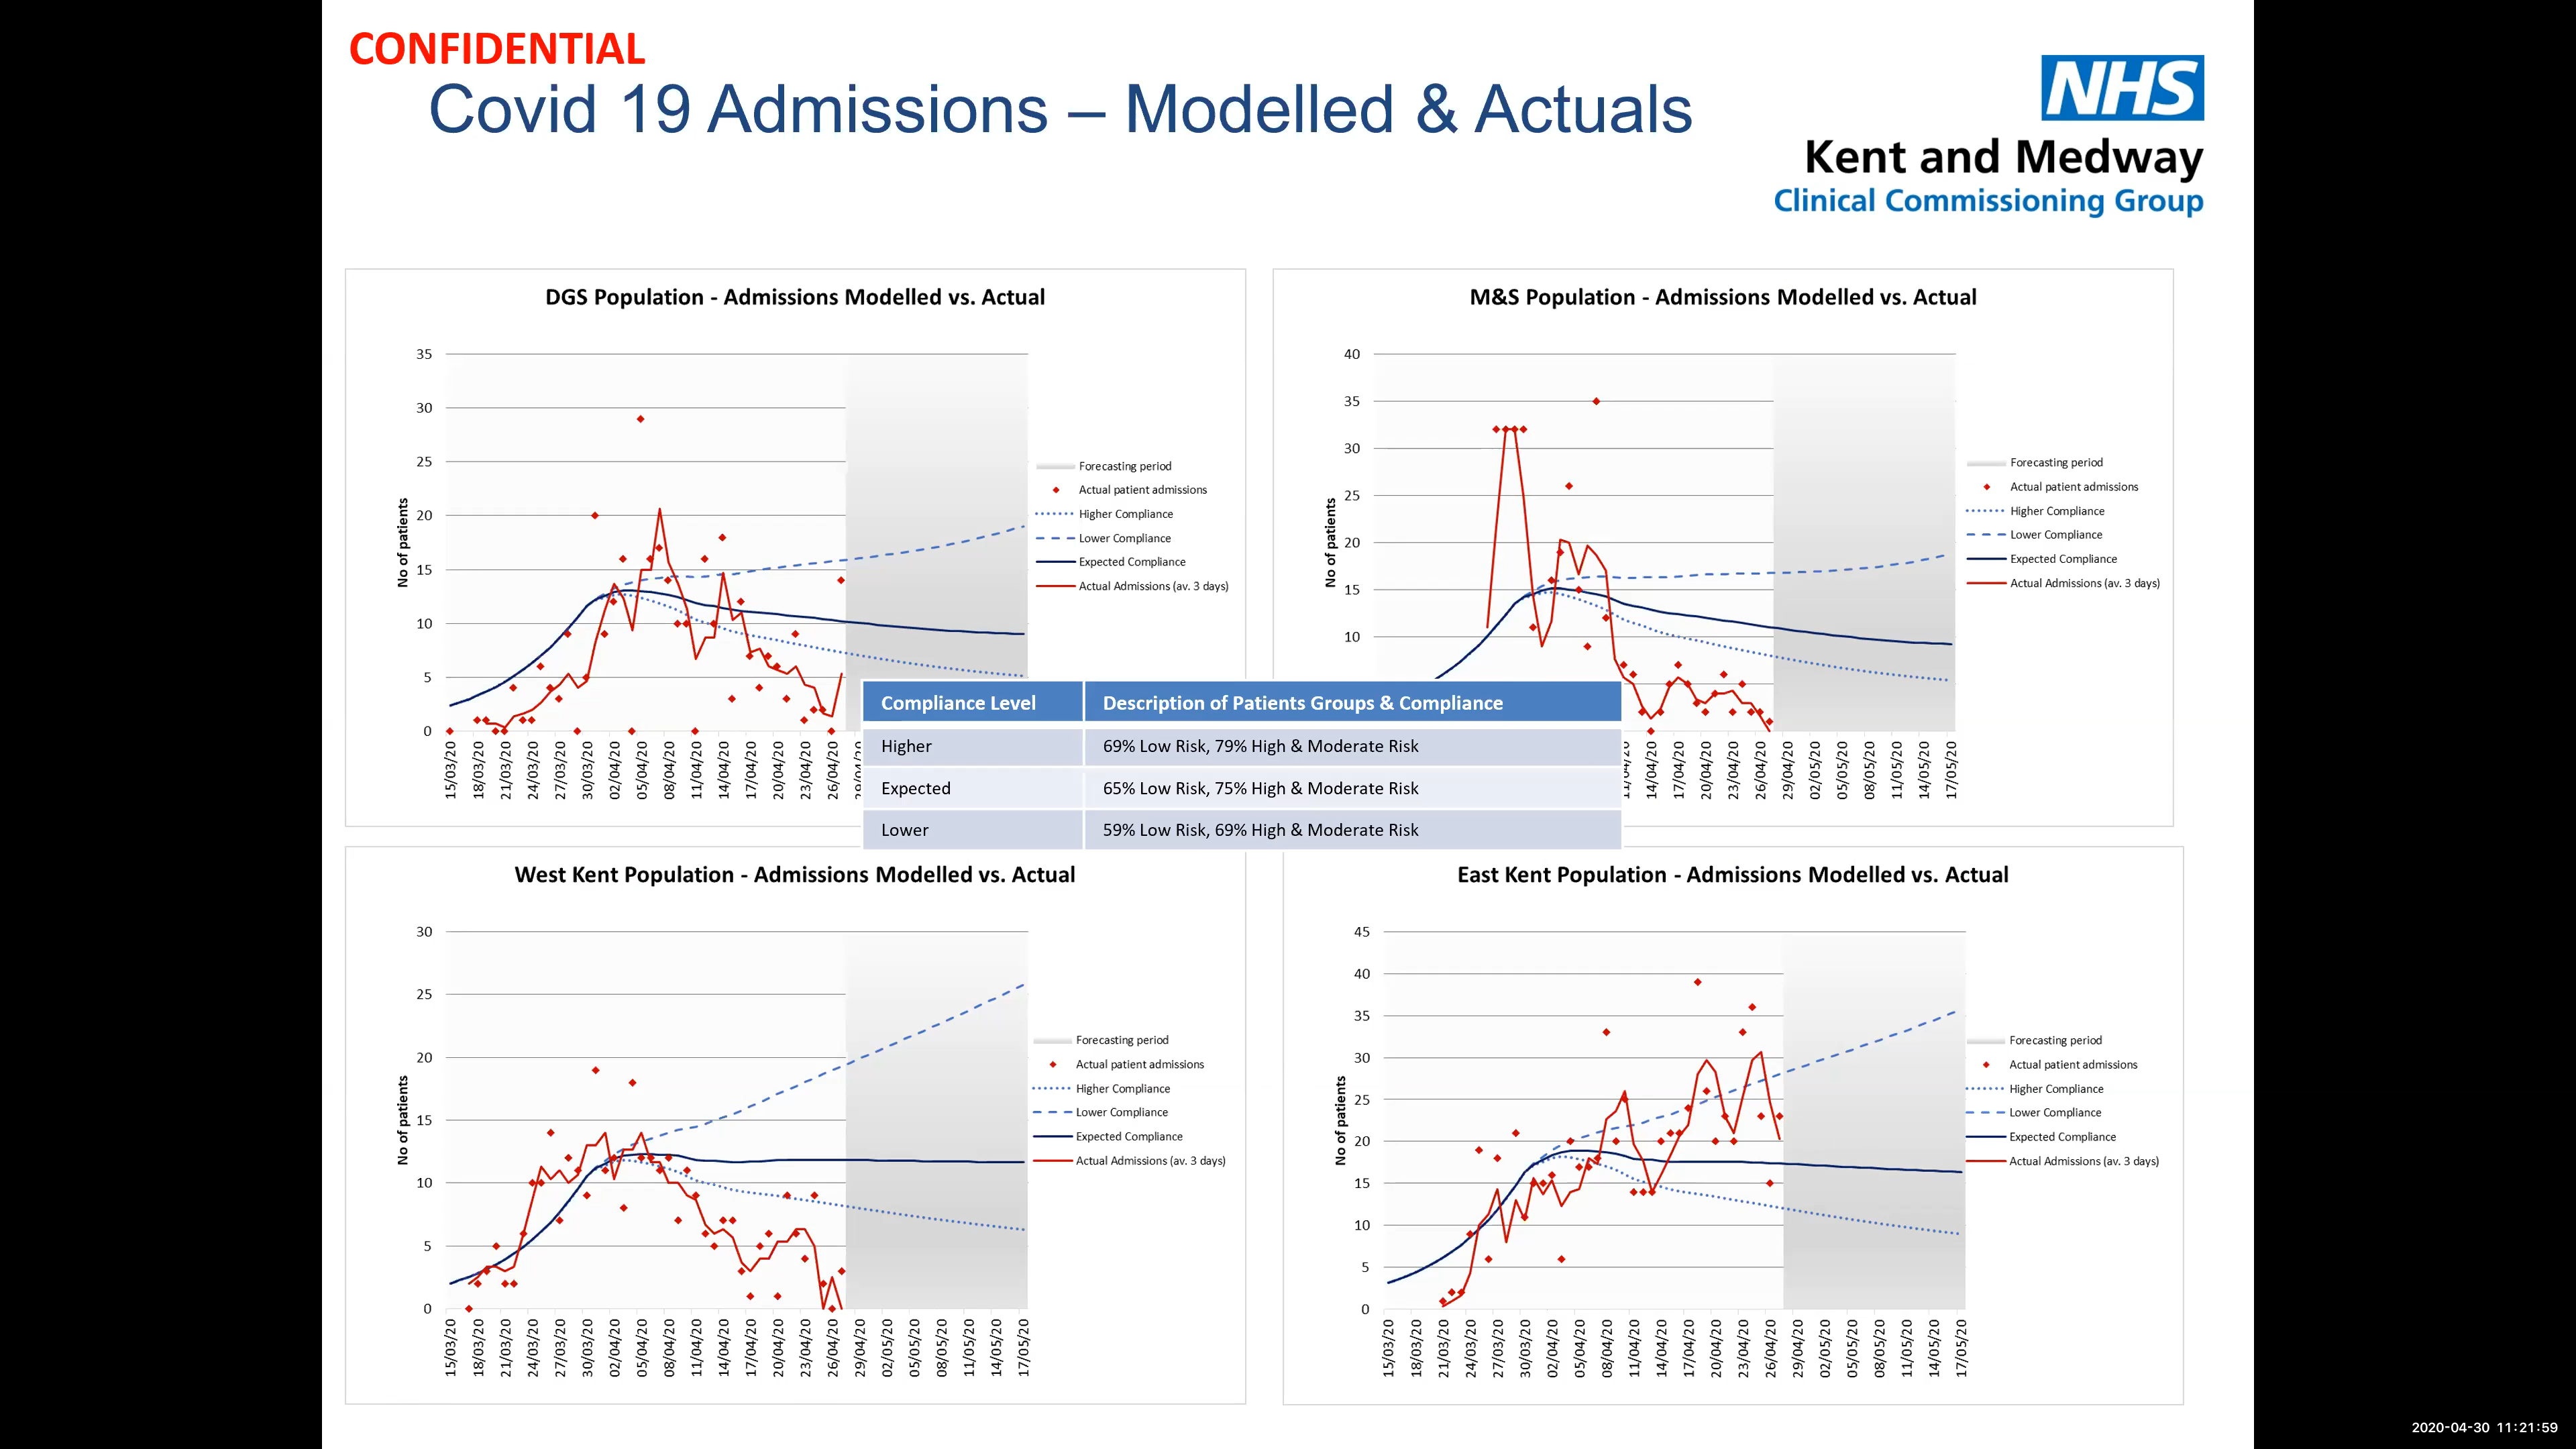 CONFIDENTIAL
Covid 19 Admissions – Modelled & Actuals
NHS
Kent and Medway
Clinical Commissioning Group
DGS Population - Admissions Modelled vs. Actual
No of patients
35
30
25
20
15
10
5
0
15/03/20
18/03/20
21/03/20
24/03/20
27/03/20
30/03/20
02/04/20
05/04/20
08/04/20
11/04/20
14/04/20
17/04/20
20/04/20
23/04/20
26/04/20
29/04/20
Forecasting period
Actual patient admissions
Higher Compliance
Lower Compliance
Expected Compliance
Actual Admissions (av. 3 days)
M&S Population - Admissions Modelled vs. Actual
No of patients
40
35
30
25
20
15
10
11/04/20
14/04/20
17/04/20
20/04/20
23/04/20
26/04/20
29/04/20
02/05/20
05/05/20
08/05/20
11/05/20
14/05/20
17/05/20
Forecasting period
Actual patient admissions
Higher Compliance
Lower Compliance
Expected Compliance
Actual Admissions (av. 3 days)
Compliance Level Description of Patients Groups & Compliance
Higher 69% Low Risk, 79% High & Moderate Risk
Expected 65% Low Risk, 75% High & Moderate Risk
Lower 59% Low Risk, 69% High & Moderate Risk
West Kent Population - Admissions Modelled vs. Actual
No of patients
30
25
20
15
10
5
0
15/03/20
18/03/20
21/03/20
24/03/20
27/03/20
30/03/20
02/04/20
05/04/20
08/04/20
11/04/20
14/04/20
17/04/20
20/04/20
23/04/20
26/04/20
29/04/20
02/05/20
05/05/20
08/05/20
11/05/20
14/05/20
17/05/20
Forecasting period
Actual patient admissions
Higher Compliance
Lower Compliance
Expected Compliance
Actual Admissions (av. 3 days)
East Kent Population - Admissions Modelled vs. Actual
No of patients
45
40
35
30
25
20
15
10
5
0
15/03/20
18/03/20
21/03/20
24/03/20
27/03/20
30/03/20
02/04/20
05/04/20
08/04/20
11/04/20
14/04/20
17/04/20
20/04/20
23/04/20
26/04/20
29/04/20
02/05/20
05/05/20
08/05/20
11/05/20
14/05/20
17/05/20
Forecasting period
Actual patient admissions
Higher Compliance
Lower Compliance
Expected Compliance
Actual Admissions (av. 3 days)
2020-04-30 11:21:59